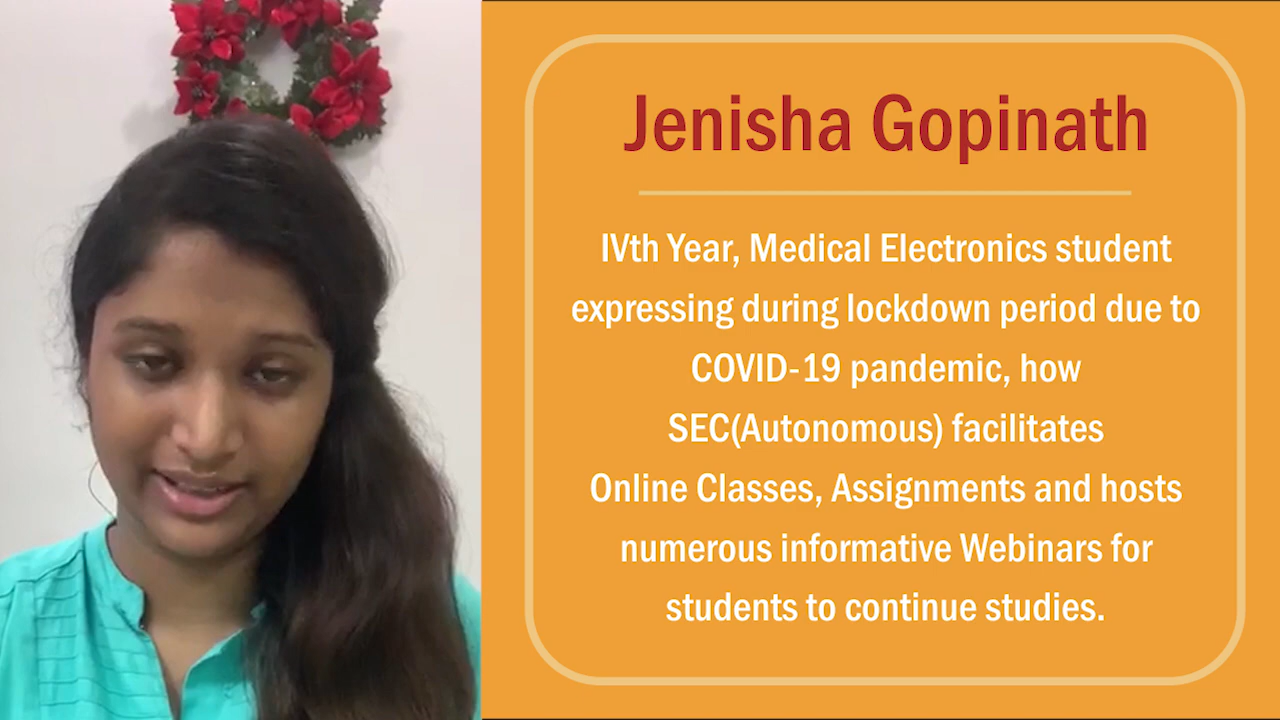 Jenisha Gopinath
IVth Year, Medical Electronics student
expressing during lockdown period due to
COVID-19 pandemic, how
SEC(Autonomous) facilitates
Online Classes, Assignments and hosts
numerous informative Webinars for
students to continue studies.